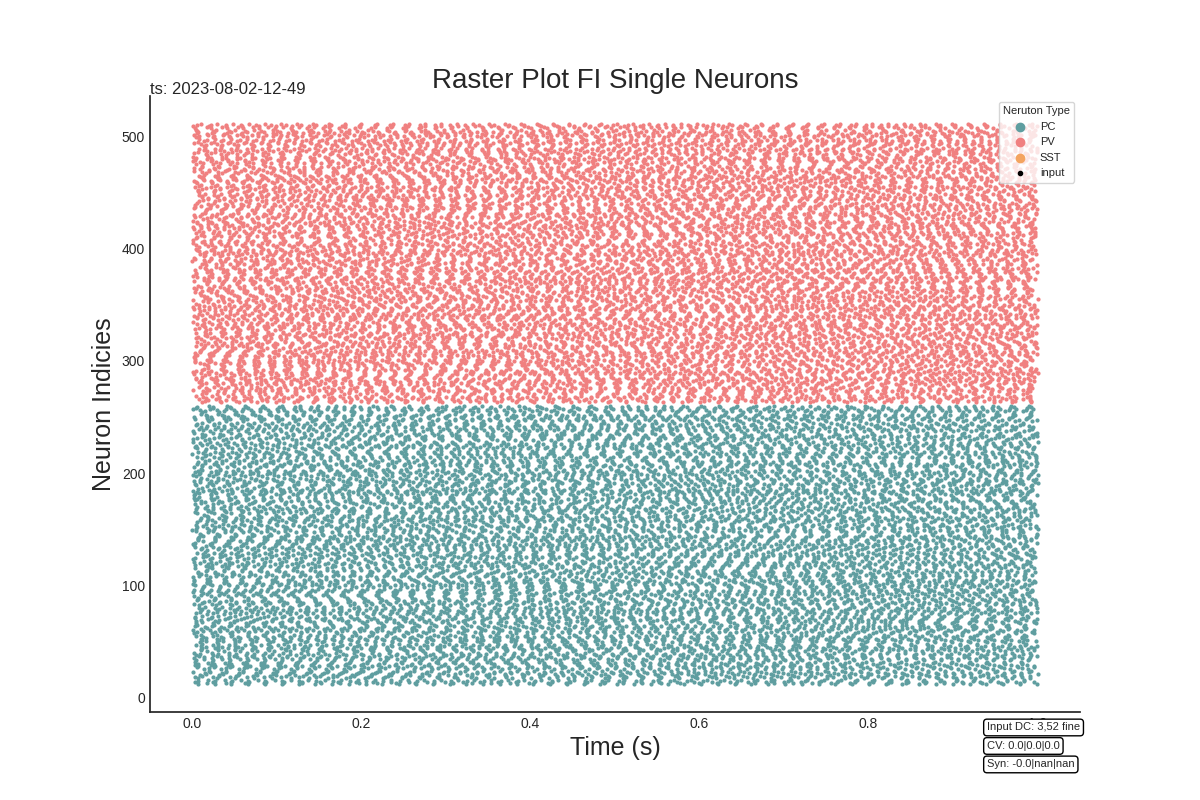 Raster Plot FI Single Neurons
ts: 2023-08-02-12-49
Neruton Type
PC
PV
SST
input
500
400
300
200
100
0
Neuron Indicies
0.0 0.2 0.4 0.6 0.8
Time (s)
Input DC: 3,52 fine
CV: 0.0|0.0|0.0
Syn: -0.0|nan|nan